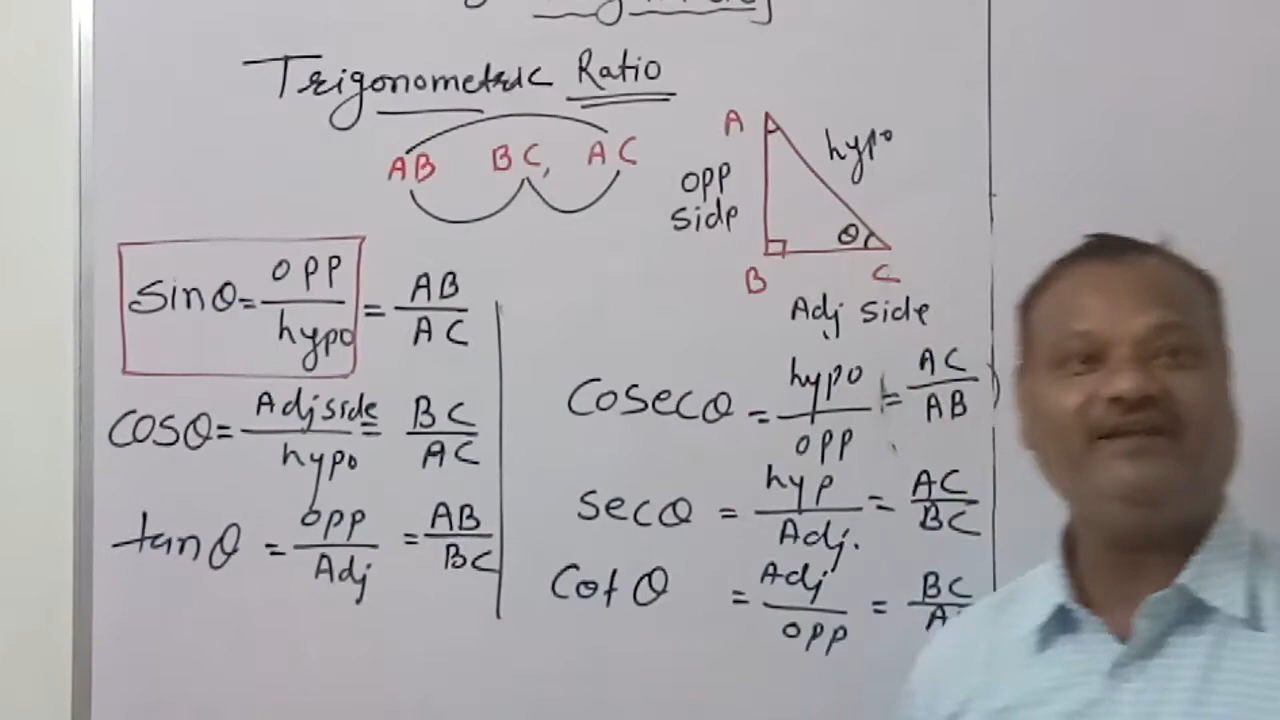 Trigonometric Ratio
AB BC, AC
A
hypo
opp
side
θ
B
C
Adj side
Sinθ = opp/hypo = AB/AC
cosθ = Adj side/hypo = BC/AC
tanθ = opp/Adj = AB/BC
Cosecθ = hypo/opp = AC/AB
secθ = hyp/Adj. = AC/BC
Cotθ = Adj/opp = BC/A